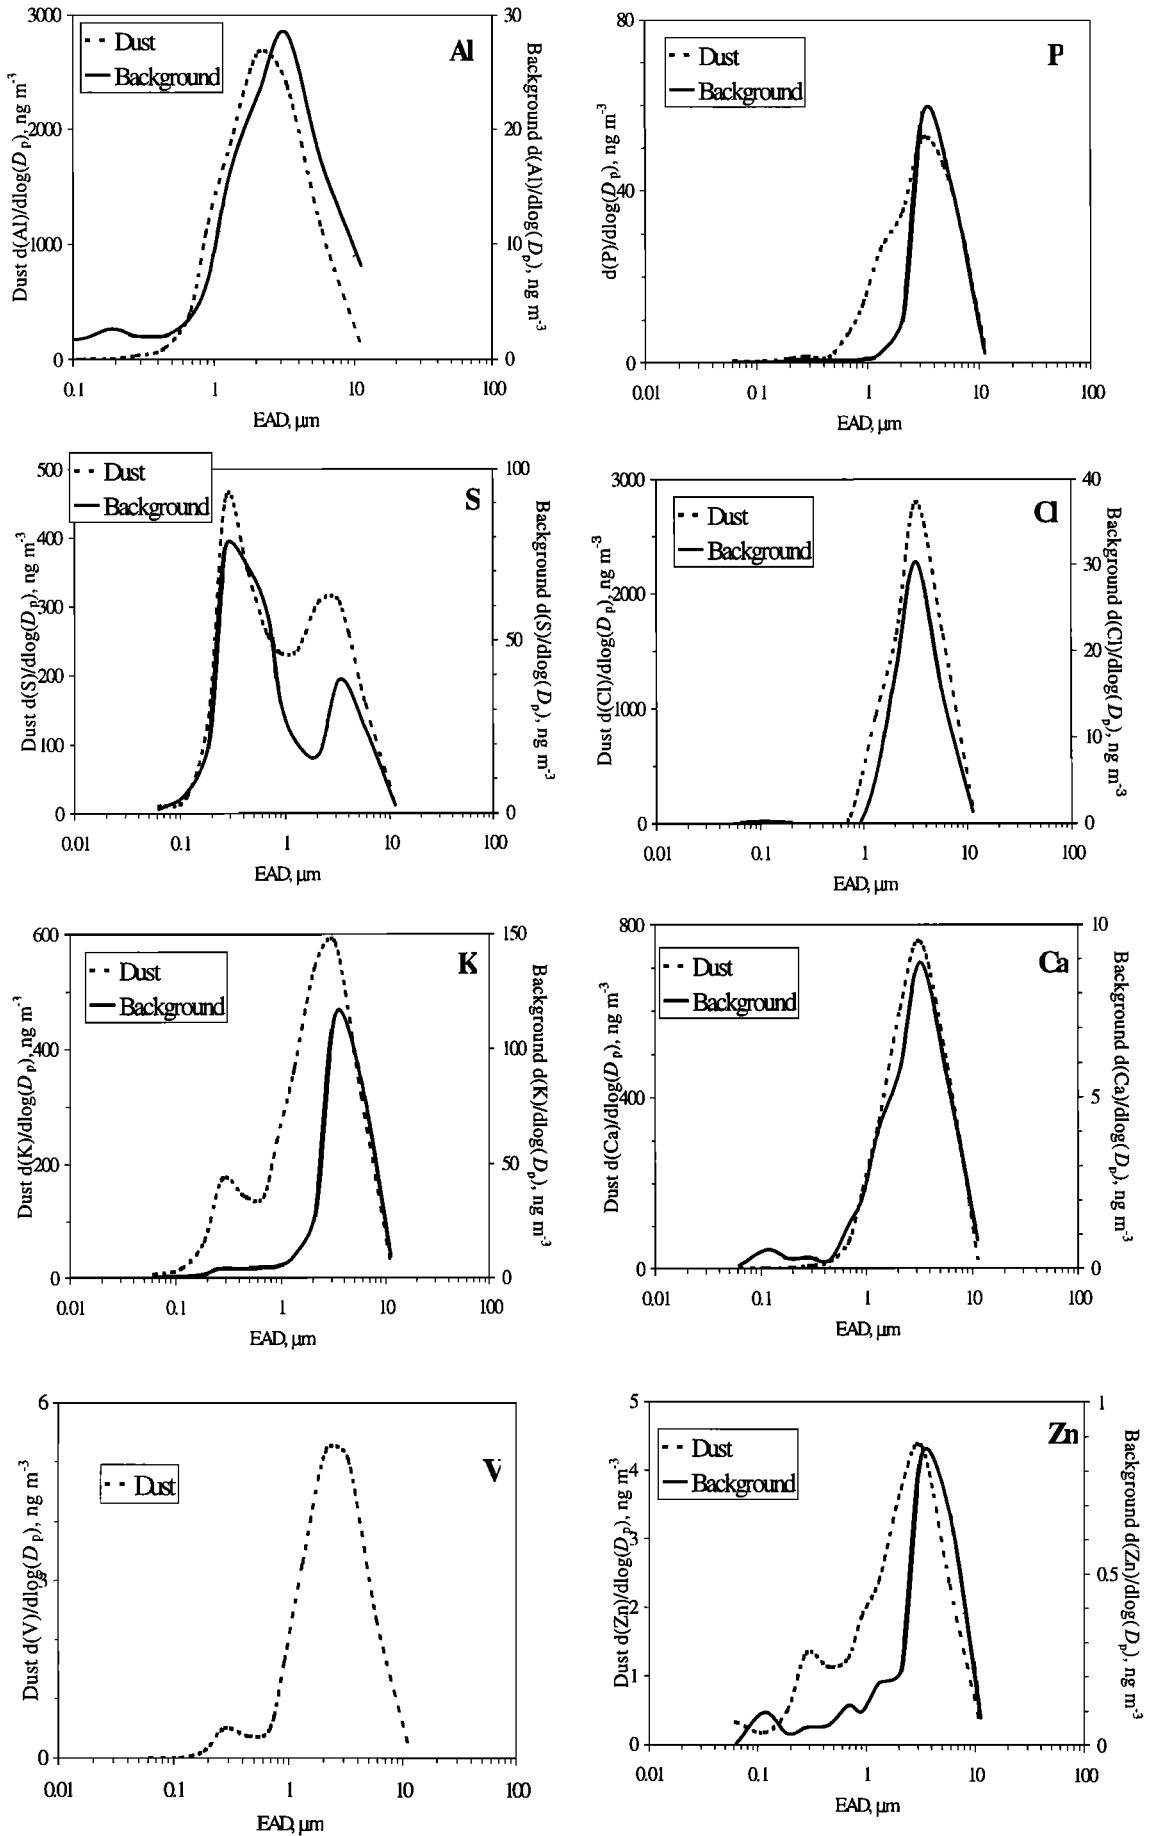 Al
Dust
Background
Dust d(Al)/dlog(Dp), ng m-3
3000
2000
1000
0
Background d(Al)/dlog(Dp), ng m-3
30
20
10
0
0.1 1 10 100
EAD, µm
P
Dust
Background
d(P)/dlog(Dp), ng m-3
80
60
40
20
0
0.01 0 1 1 10 100
EAD, µm
S
Dust
Background
Dust d(S)/dlog(Dp), ng m-3
500
400
300
200
100
0
Background d(S)/dlog(Dp), ng m-3
100
50
0
0.01 0.1 1 10 100
EAD, µm
Cl
Dust
Background
Dust d(Cl)/dlog(Dp), ng m-3
3000
2000
1000
0
Background d(Cl)/dlog(Dp), ng m-3
40
30
20
10
0
0.01 0.1 1 10 100
EAD, µm
K
Dust
Background
Dust d(K)/dlog(Dp), ng m-3
600
400
200
0
Background d(K)/dlog(Dp), ng m-3
150
100
50
0
0.01 0.1 1 10 100
EAD, µm
Ca
Dust
Background
Dust d(Ca)/dlog(Dp), ng m-3
800
400
0
Background d(Ca)/dlog(Dp), ng m-3
10
5
0
0.01 0.1 1 10 100
EAD, µm
V
Dust
Dust d(V)/dlog(Dp), ng m-3
6
3
0
0.01 0.1 1 10 100
EAD, µm
Zn
Dust
Background
Dust d(Zn)/dlog(Dp), ng m-3
5
4
3
2
1
0
Background d(Zn)/dlog(Dp), ng m-3
1
0.5
0
0.01 0.1 1 10 100
EAD, µm